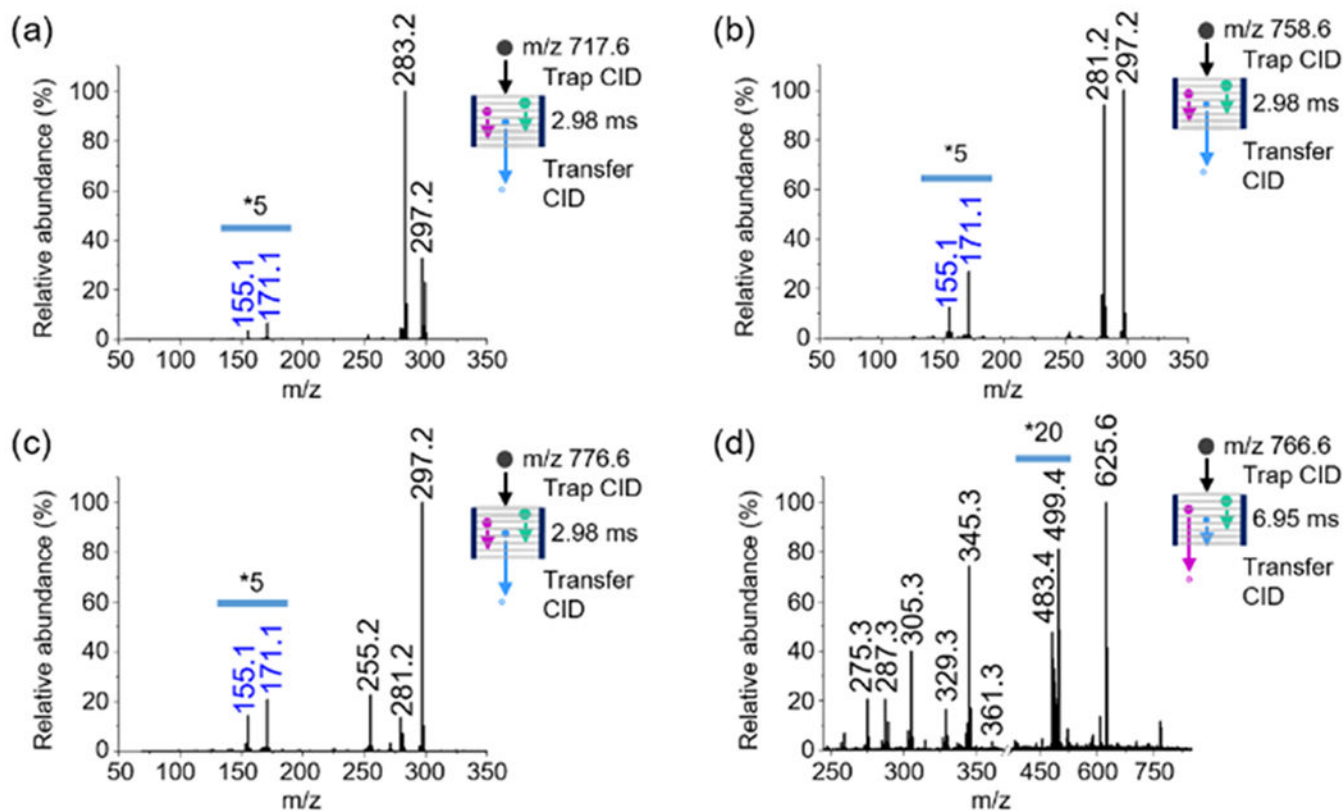 (a)
Relative abundance (%)
100
80
60
40
20
0
*5
155.1
171.1
283.2
297.2
50 100 150 200 250 300 350
m/z
m/z 717.6
Trap CID
2.98 ms
Transfer
CID
(b)
Relative abundance (%)
100
80
60
40
20
0
*5
155.1
171.1
281.2
297.2
50 100 150 200 250 300 350
m/z
m/z 758.6
Trap CID
2.98 ms
Transfer
CID
(c)
Relative abundance (%)
100
80
60
40
20
0
*5
155.1
171.1
255.2
281.2
297.2
50 100 150 200 250 300 350
m/z
m/z 776.6
Trap CID
2.98 ms
Transfer
CID
(d)
Relative abundance (%)
100
80
60
40
20
0
*20
275.3
287.3
305.3
329.3
345.3
361.3
483.4
499.4
625.6
250 300 350 450 600 750
m/z
m/z 766.6
Trap CID
6.95 ms
Transfer
CID